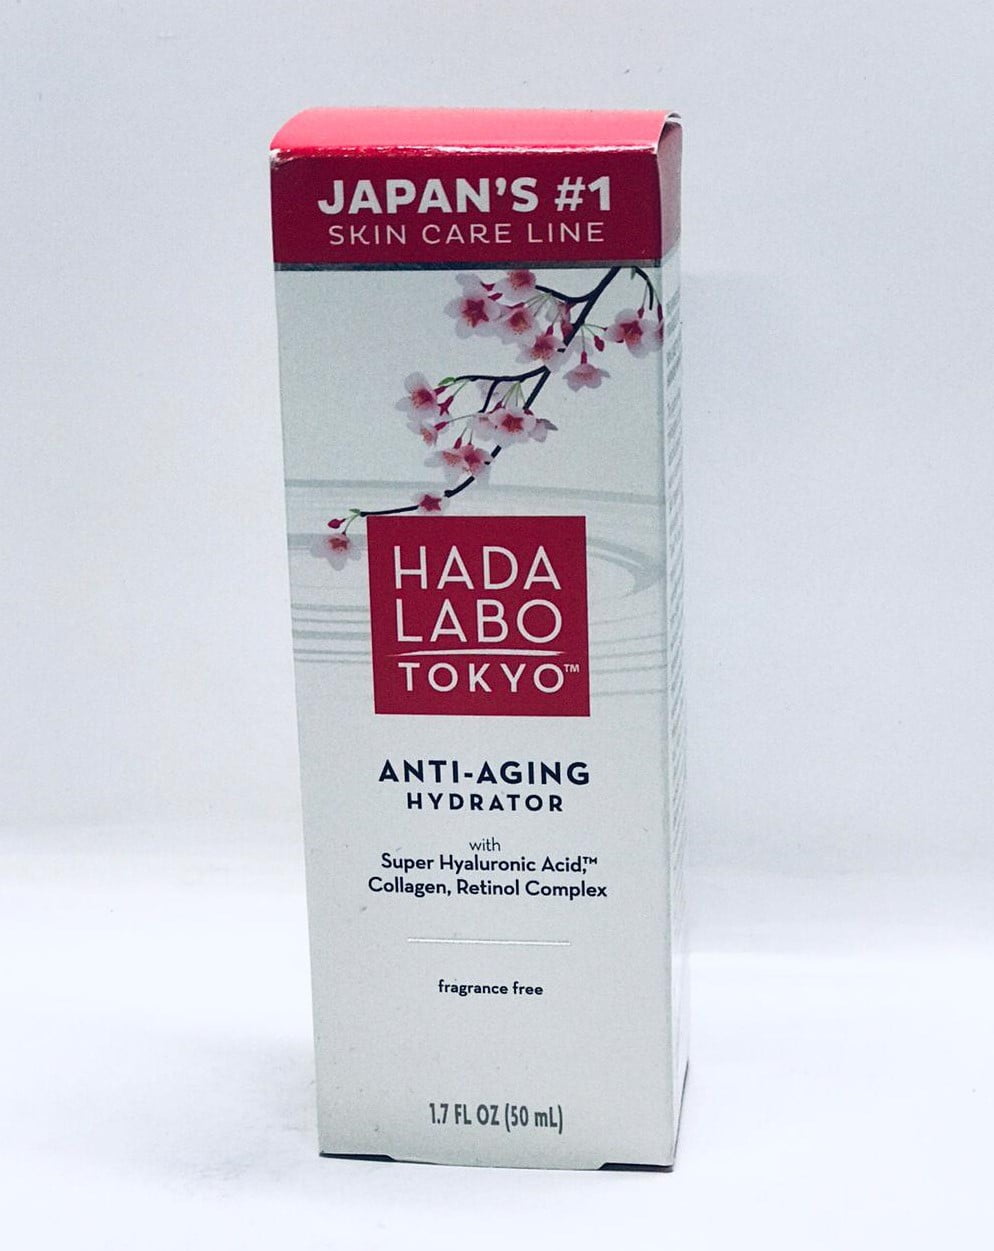 JAPAN'S #1
SKIN CARE LINE
HADA
LABO
TOKYO™
ANTI-AGING
HYDRATOR
with
Super Hyaluronic Acid,™
Collagen, Retinol Complex
fragrance free
1.7 FL OZ (50 mL)